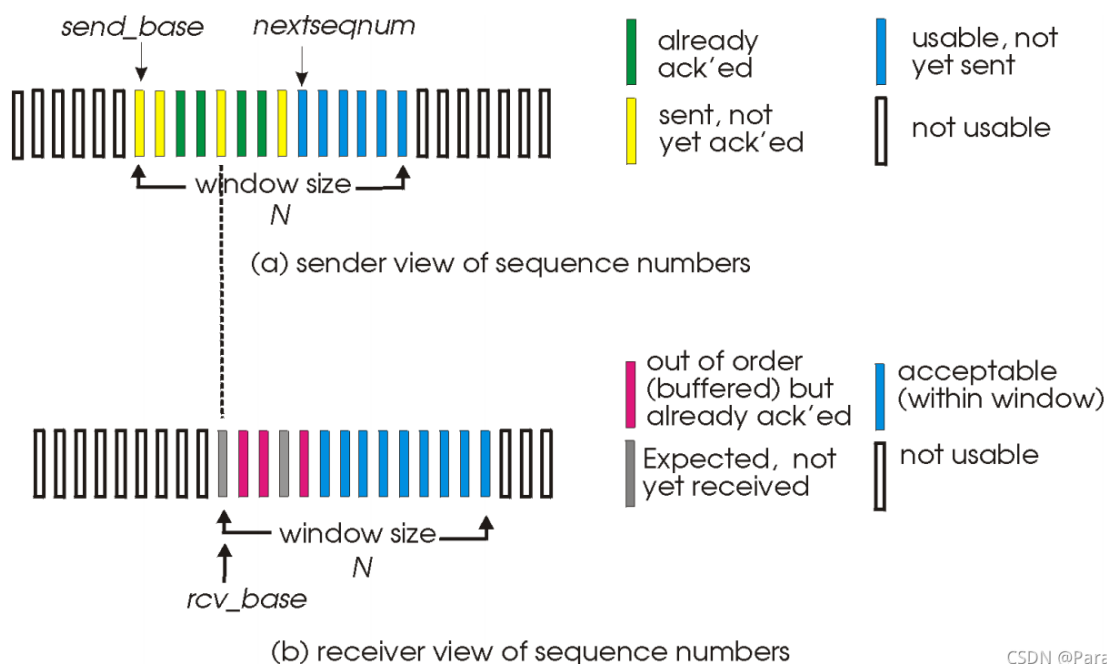 send_base nextseqnum
already
ack'ed
usable, not
yet sent
sent, not
yet ack'ed
not usable
window size
N
(a) sender view of sequence numbers
out of order
(buffered) but
already ack'ed
acceptable
(within window)
Expected, not
yet received
not usable
window size
N
rcv_base
(b) receiver view of sequence numbers
CSDN @Para